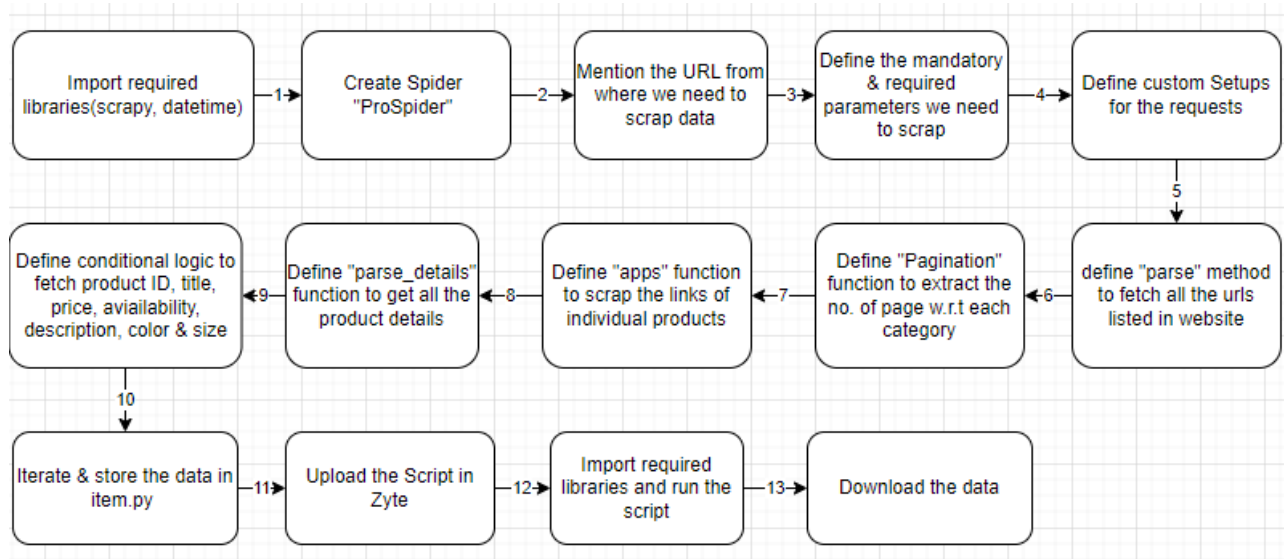 Import required
libraries(scrapy, datetime)
1
Create Spider
"ProSpider"
2
Mention the URL from
where we need to
scrap data
3
Define the mandatory
& required
parameters we need
to scrap
4
Define custom Setups
for the requests
5
define "parse" method
to fetch all the urls
listed in website
6
Define "Pagination"
function to extract the
no. of page w.r.t each
category
7
Define "apps" function
to scrap the links of
individual products
8
Define "parse_details"
function to get all the
product details
9
Define conditional logic to
fetch product ID, title,
price, aviailability,
description, color & size
10
Iterate & store the data in
item.py
11
Upload the Script in
Zyte
12
Import required
libraries and run the
script
13
Download the data